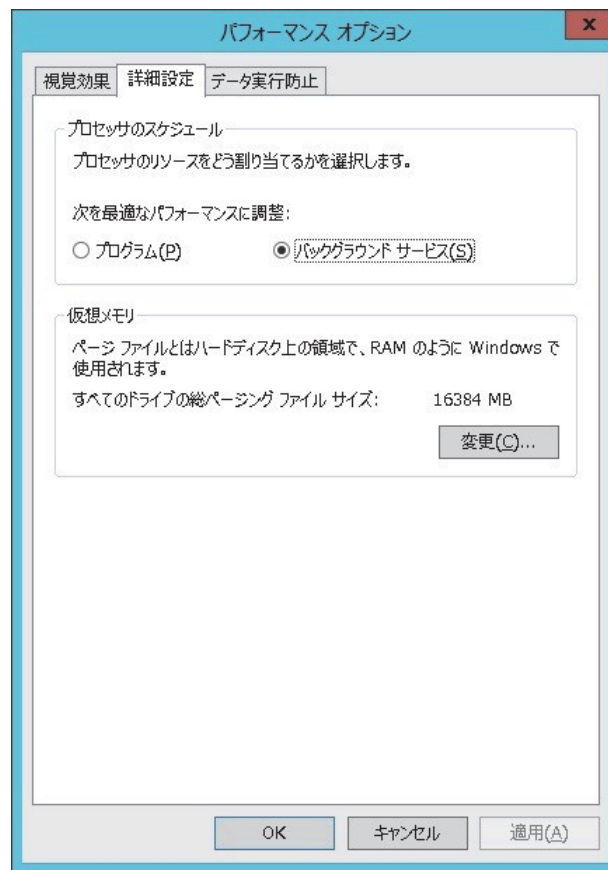 パフォーマンス オプション
x
視覚効果 詳細設定 データ実行防止
プロセッサのスケジュール
プロセッサのリソースをどう割り当てるかを選択します。
次を最適なパフォーマンスに調整:
プログラム(P) バックグラウンド サービス(S)
仮想メモリ
ページ ファイルとはハードディスク上の領域で、RAM のように Windows で
使用されます。
すべてのドライブの総ページング ファイル サイズ: 16384 MB
変更(C)...
OK キャンセル 適用(A)